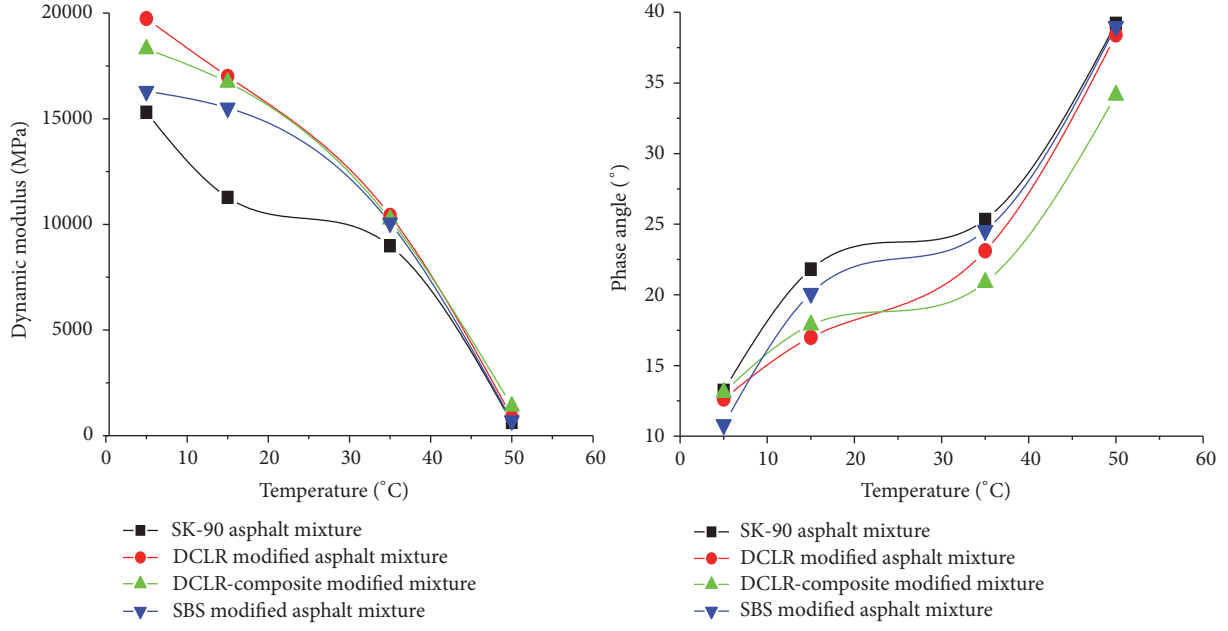 20000
15000
10000
5000
0
Dynamic modulus (MPa)
0 10 20 30 40 50 60
Temperature (°C)
SK-90 asphalt mixture
DCLR modified asphalt mixture
DCLR-composite modified mixture
SBS modified asphalt mixture
40
35
30
25
20
15
10
Phase angle (°)
0 10 20 30 40 50 60
Temperature (°C)
SK-90 asphalt mixture
DCLR modified asphalt mixture
DCLR-composite modified mixture
SBS modified asphalt mixture